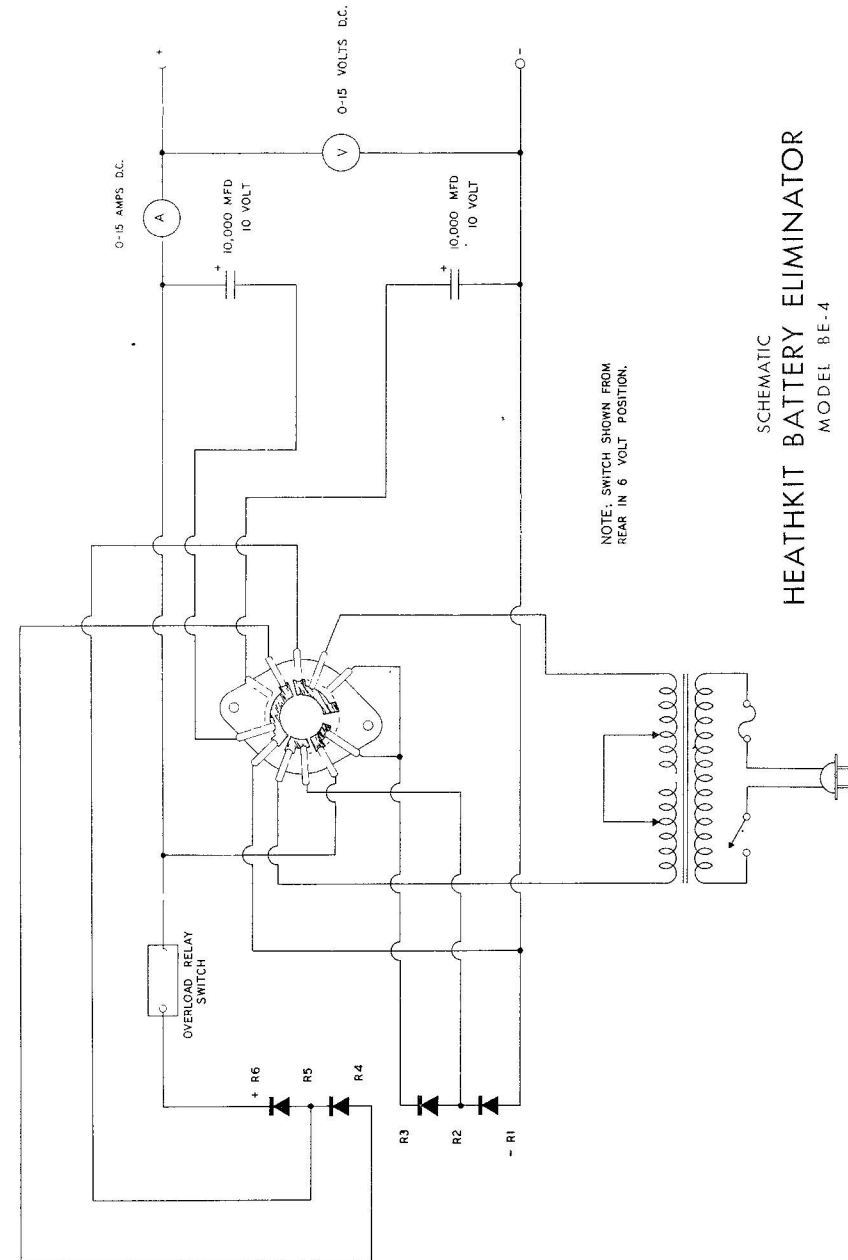 0-15 AMPS D.C.
A
+
10,000 MFD
10 VOLT
V
0-15 VOLTS D.C.
+
10,000 MFD
10 VOLT
+
-
OVERLOAD RELAY
SWITCH
+ R6
R5
R4
R3
R2
- R1
NOTE: SWITCH SHOWN FROM
REAR IN 6 VOLT POSITION.
SCHEMATIC
HEATHKIT BATTERY ELIMINATOR
MODEL BE-4